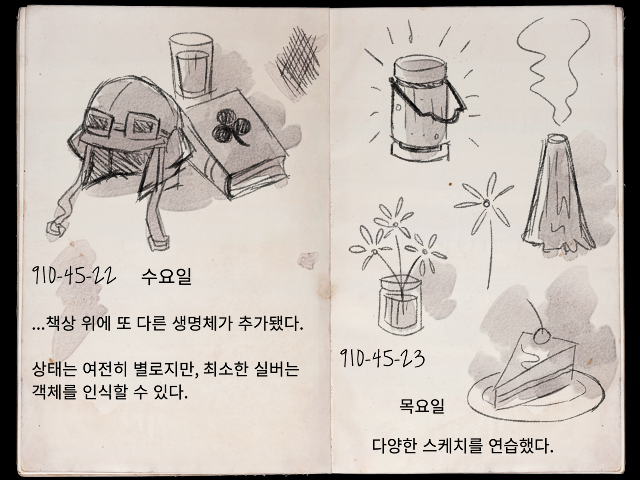 910-45-22 수요일
...책상 위에 또 다른 생명체가 추가됐다.
상태는 여전히 별로지만, 최소한 실버는
객체를 인식할 수 있다.
910-45-23
목요일
다양한 스케치를 연습했다.